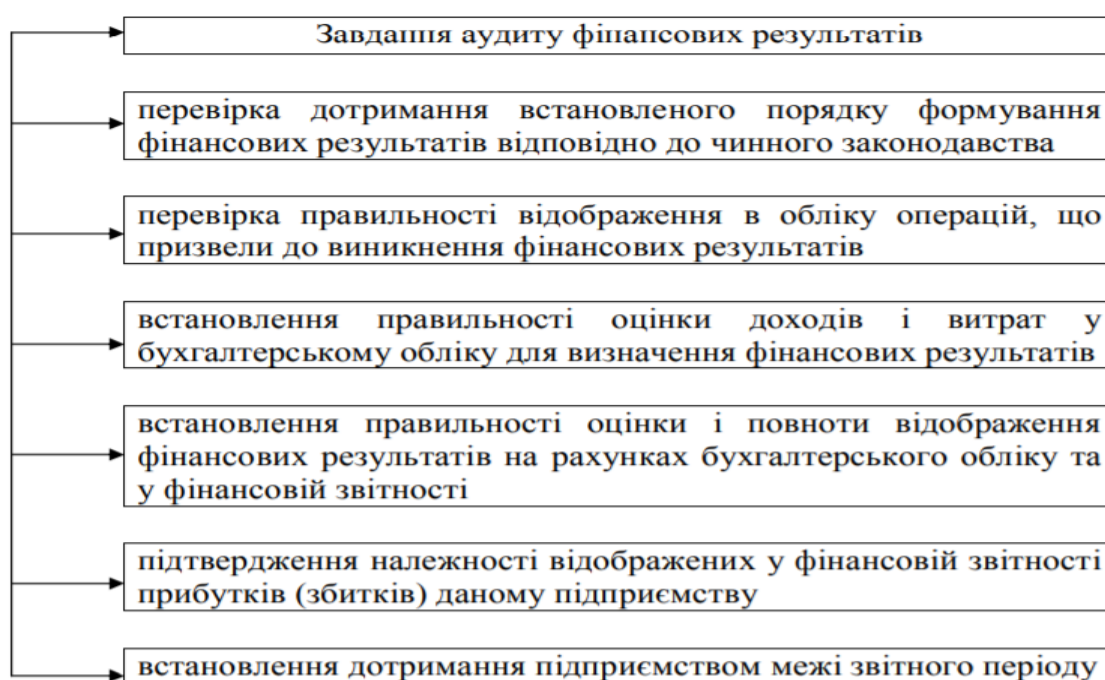 Завдання аудиту фінансових результатів
перевірка дотримання встановленого порядку формування
фінансових результатів відповідно до чинного законодавства
перевірка правильності відображення в обліку операцій, що
призвели до виникнення фінансових результатів
встановлення правильності оцінки доходів і витрат у
бухгалтерському обліку для визначення фінансових результатів
встановлення правильності оцінки і повноти відображення
фінансових результатів на рахунках бухгалтерського обліку та
у фінансовій звітності
підтвердження належності відображених у фінансовій звітності
прибутків (збитків) даному підприємству
встановлення дотримання підприємством межі звітного періоду